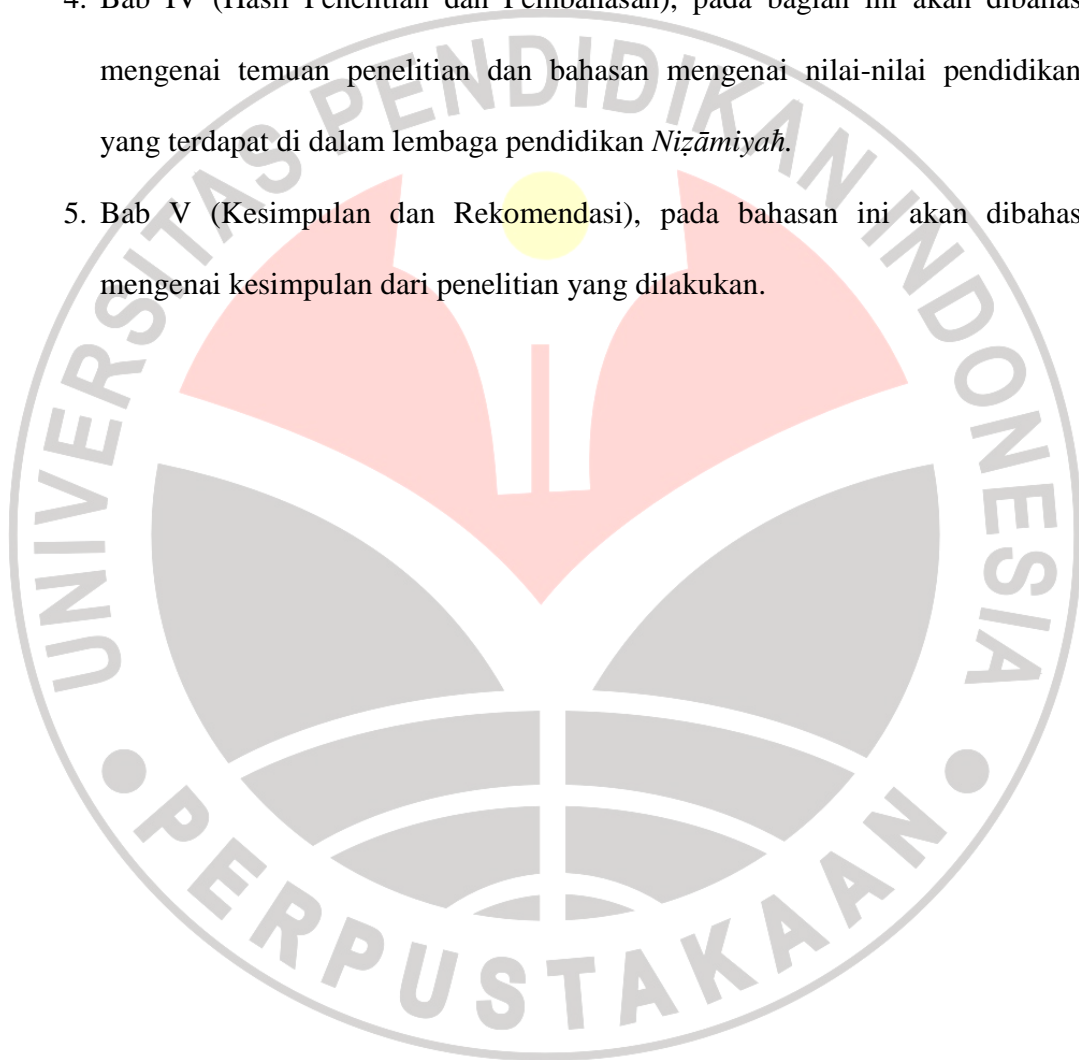 4. Bab IV (Hasil Penelitian dan Pembahasan), pada bagian ini akan dibahas
mengenai temuan penelitian dan bahasan mengenai nilai-nilai pendidikan
yang terdapat di dalam lembaga pendidikan Niẓāmiyaħ.
5. Bab V (Kesimpulan dan Rekomendasi), pada bahasan ini akan dibahas
mengenai kesimpulan dari penelitian yang dilakukan.
UNIVERSITAS PENDIDIKAN INDONESIA
PERPUSTAKAAN